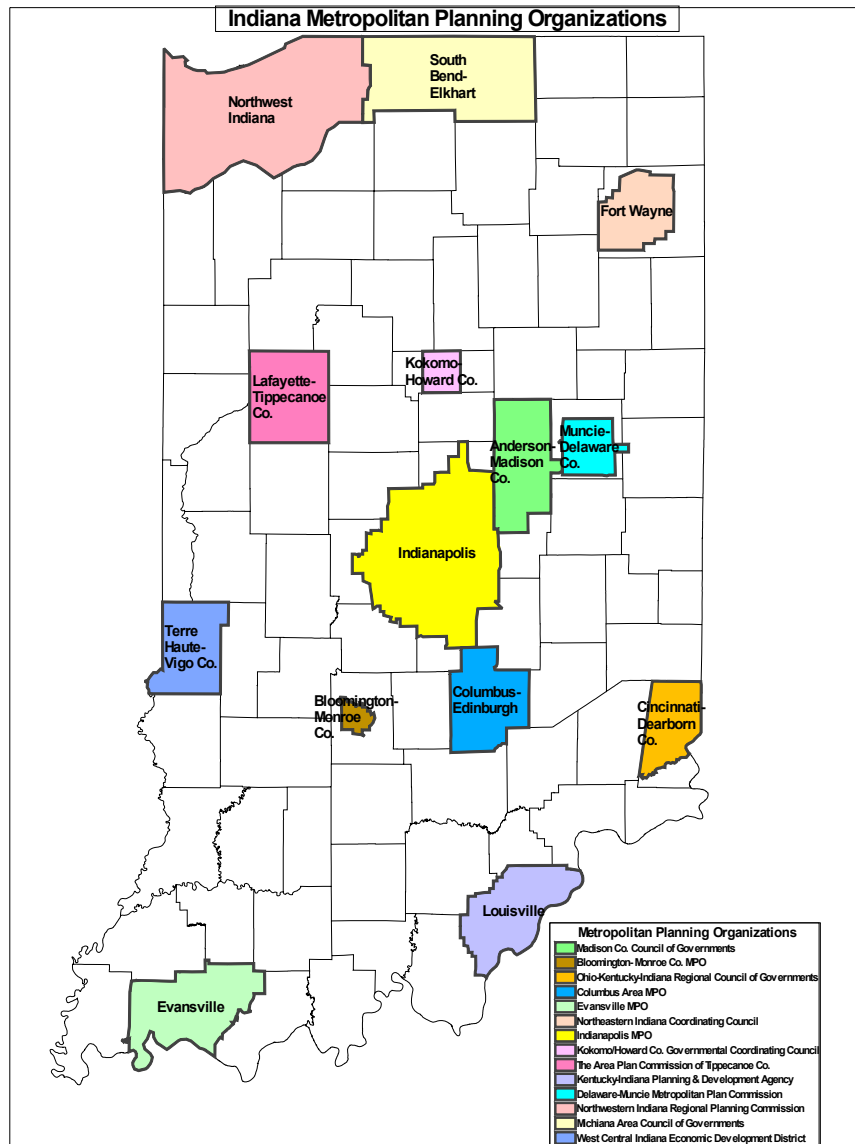 Indiana Metropolitan Planning Organizations
South
Bend-
Elkhart
Northwest
Indiana
Fort Wayne
Kokomo-
Howard Co.
Lafayette-
Tippecanoe
Co.
Muncie-
Delaware
Co.
Anderson-
Madison
Co.
Indianapolis
Terre
Haute-
Vigo Co.
Bloomington-
Monroe
Co.
Columbus-
Edinburgh
Cincinnati-
Dearborn
Co.
Louisville
Evansville
Metropolitan Planning Organizations
Madison Co. Council of Governments
Bloomington- Monroe Co. MPO
Ohio-Kentucky-Indiana Regional Council of Governments
Columbus Area MPO
Evansville MPO
Northeastern Indiana Coordinating Council
Indianapolis MPO
Kokomo/Howard Co. Governmental Coordinating Council
The Area Plan Commission of Tippecanoe Co.
Kentucky-Indiana Planning & Development Agency
Delaware-Muncie Metropolitan Plan Commission
Northwestern Indiana Regional Planning Commission
Michiana Area Council of Governments
West Central Indiana Economic Development District